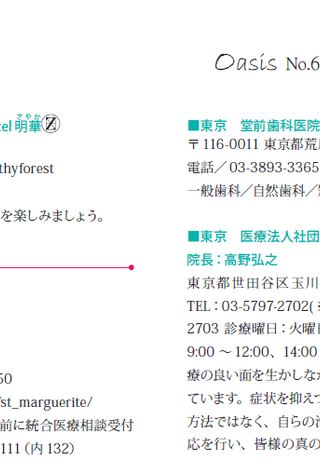 Oasis No.6
tel 明華 Ⓩ
さやか
thyforest
を楽しみましょう。
50
/st_marguerite/
前に統合医療相談受付
111 (内 132)
■東京　堂前歯科医院
〒116-0011 東京都荒
電話／03-3893-3365
一般歯科／自然歯科／
■東京　医療法人社団
院長：高野弘之
東京都世田谷区玉川
TEL：03-5797-2702(
2703 診療曜日：火曜
9:00 ～ 12:00、14:00
療の良い面を生かしな
ています。症状を抑え
方法ではなく、自らの
応を行い、皆様の真の